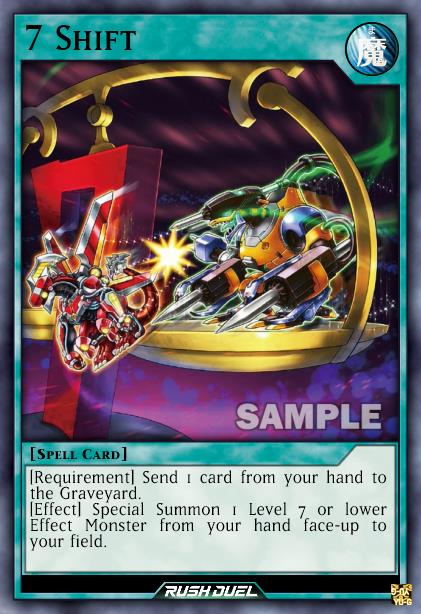 7 Shift
ま
魔
SAMPLE
[Spell Card]
[Requirement] Send 1 card from your hand to
the Graveyard.
[Effect] Special Summon 1 Level 7 or lower
Effect Monster from your hand face-up to
your field.
RUSH DUEL